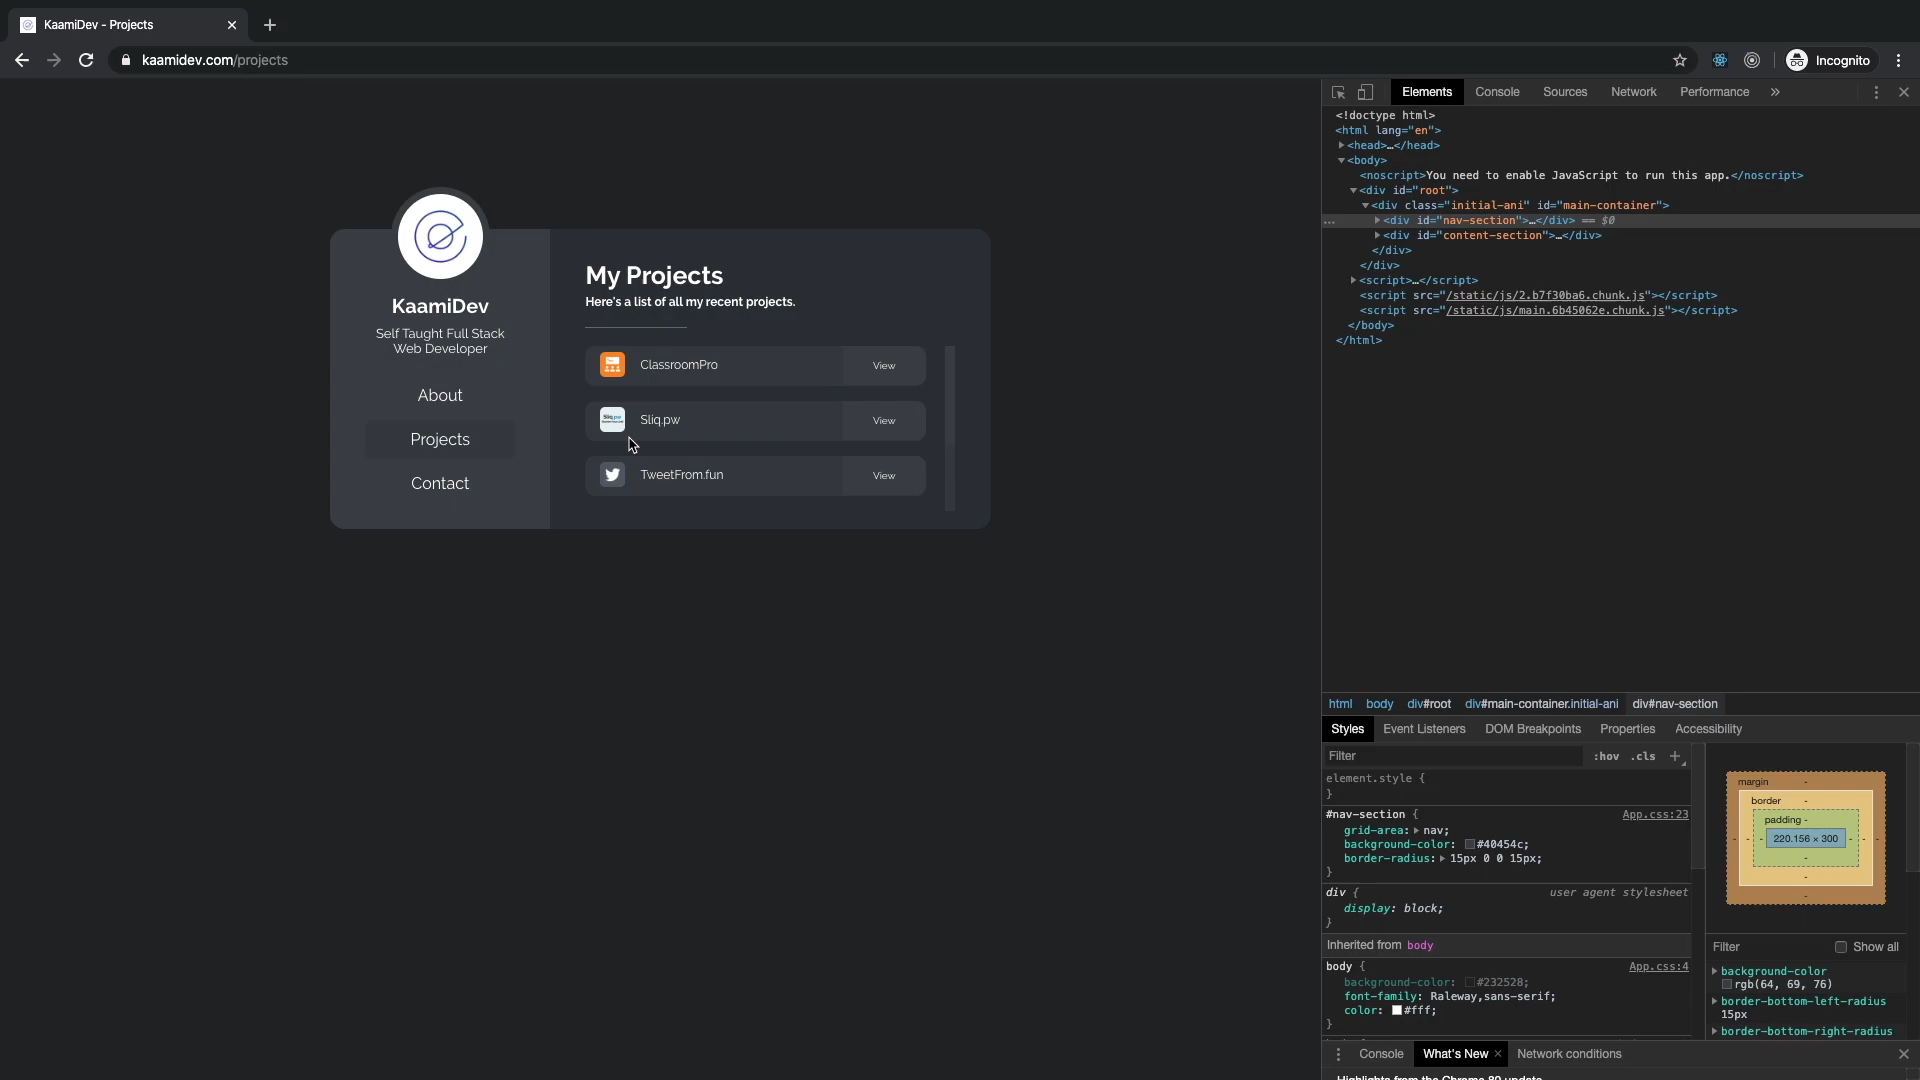 KaamiDev - Projects
kaamidev.com/projects
Incognito
KaamiDev
Self Taught Full Stack
Web Developer
About
Projects
Contact
My Projects
Here's a list of all my recent projects.
ClassroomPro
View
Sliq.pw
View
TweetFrom.fun
View
Elements Console Sources Network Performance »
<!doctype html>
<html lang="en">
<head>…</head>
<body>
<noscript>You need to enable JavaScript to run this app.</noscript>
<div id="root">
<div class="initial-ani" id="main-container">
<div id="nav-section">…</div> == $0
<div id="content-section">…</div>
</div>
</div>
<script>…</script>
<script src="/static/js/2.b7f30ba6.chunk.js"></script>
<script src="/static/js/main.6b45062e.chunk.js"></script>
</body>
</html>
html body div#root div#main-container.initial-ani div#nav-section
Styles Event Listeners DOM Breakpoints Properties Accessibility
Filter :hov .cls +
element.style {
}
#nav-section { App.css:23
grid-area: nav;
background-color: #40454c;
border-radius: 15px 0 0 15px;
}
div { user agent stylesheet
display: block;
}
Inherited from body
body { App.css:4
background-color: #232528;
font-family: Raleway,sans-serif;
color: #fff;
}
margin -
border -
padding -
- - - 220.156 × 300 - - -
-
-
-
Filter Show all
background-color
rgb(64, 69, 76)
border-bottom-left-radius
15px
border-bottom-right-radius
Console What's New × Network conditions
Highlights from the Chrome 80 update